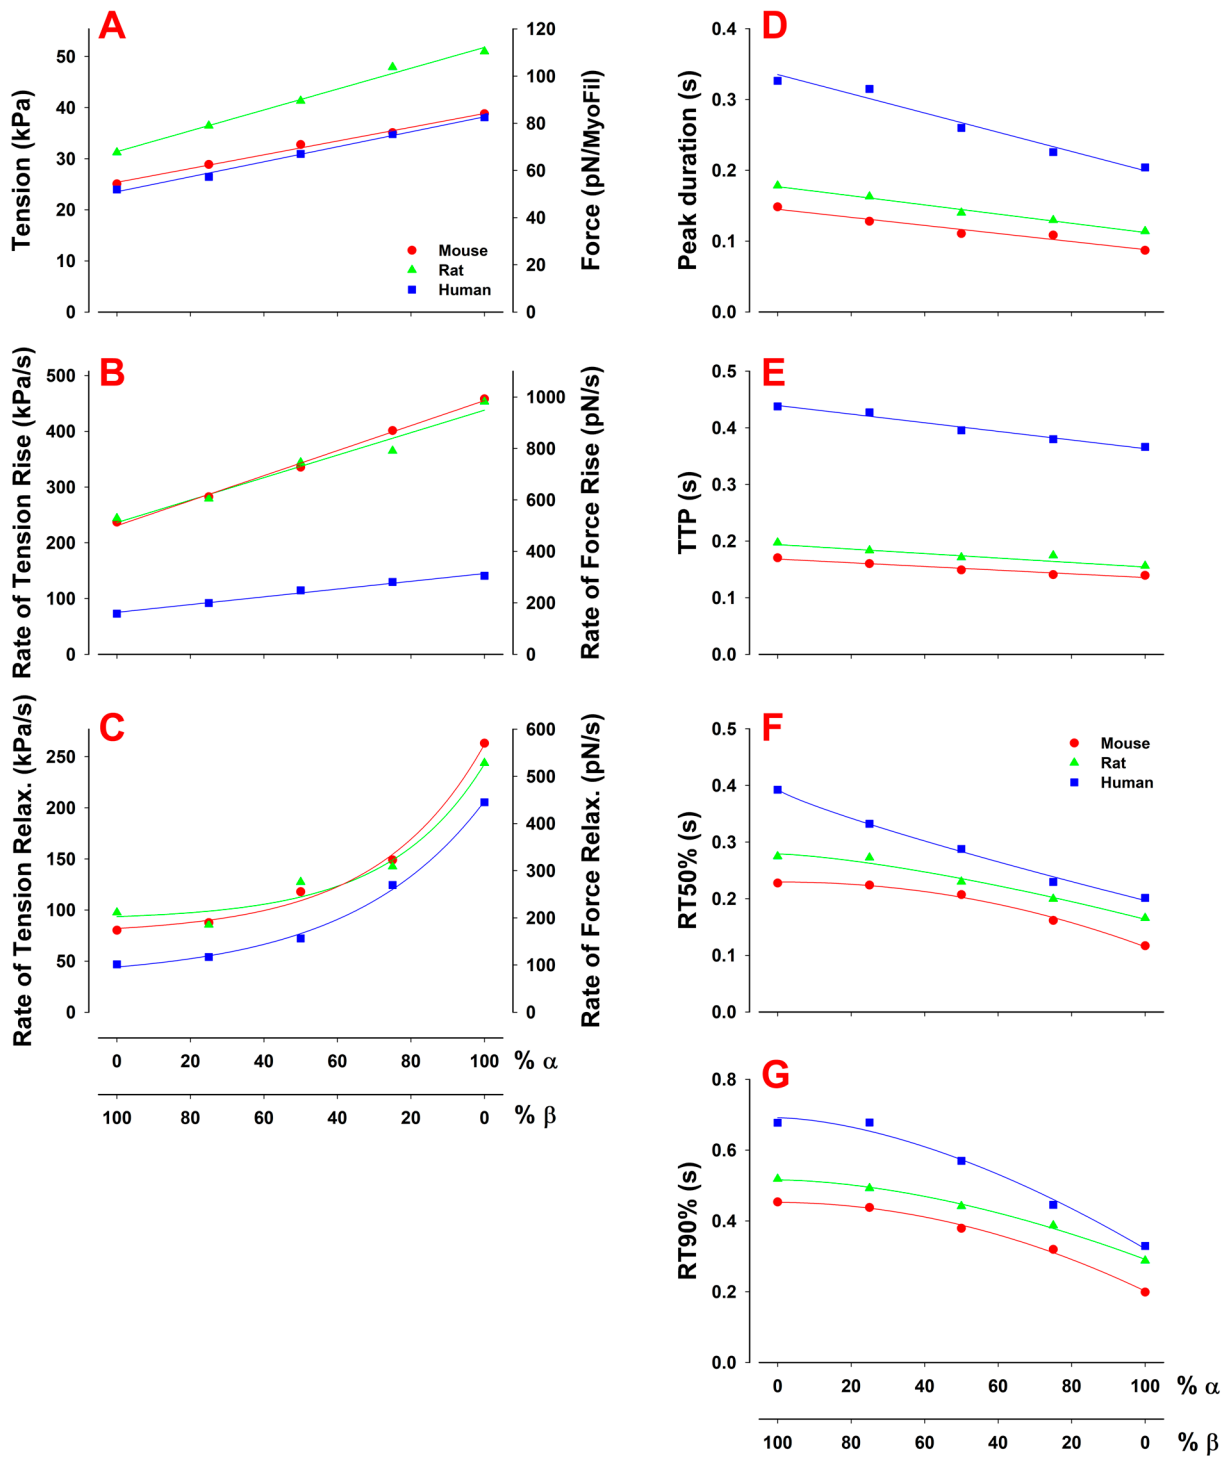 A
Tension (kPa)
50
40
30
20
10
0
120
100
80
60
40
20
0
Force (pN/MyoFil)
Mouse
Rat
Human
B
Rate of Tension Rise (kPa/s)
500
400
300
200
100
0
1000
800
600
400
200
0
Rate of Force Rise (pN/s)
C
Rate of Tension Relax. (kPa/s)
250
200
150
100
50
0
600
500
400
300
200
100
0
Rate of Force Relax. (pN/s)
0 20 40 60 80 100 % α
100 80 60 40 20 0 % β
D
Peak duration (s)
0.4
0.3
0.2
0.1
0.0
E
TTP (s)
0.5
0.4
0.3
0.2
0.1
0.0
F
RT50% (s)
0.5
0.4
0.3
0.2
0.1
0.0
Mouse
Rat
Human
G
RT90% (s)
0.8
0.6
0.4
0.2
0.0
0 20 40 60 80 100 % α
100 80 60 40 20 0 % β